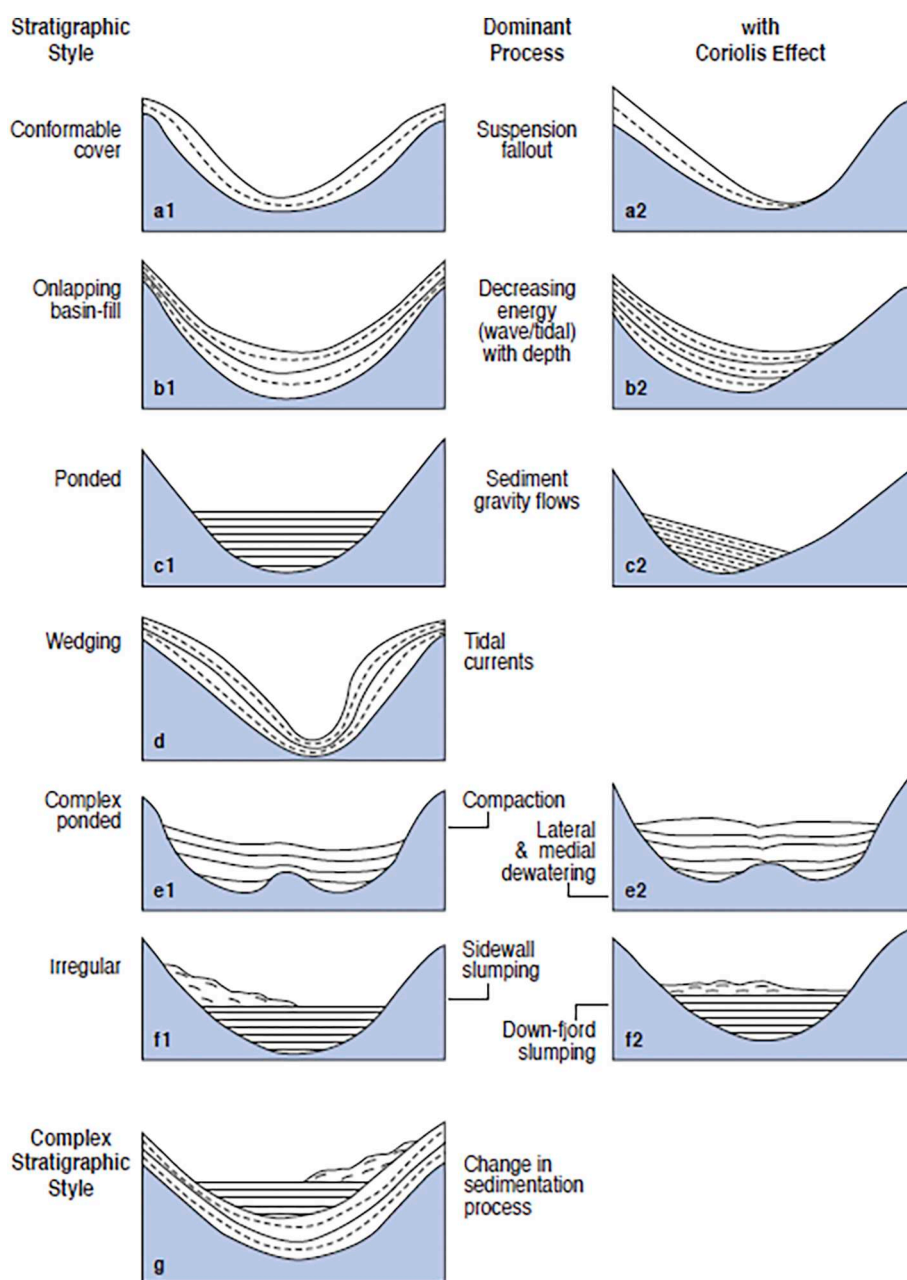 Stratigraphic
Style
Dominant
Process
with
Coriolis Effect
Conformable
cover
a1
Suspension
fallout
a2
Onlapping
basin-fill
b1
Decreasing
energy
(wave/tidal)
with depth
b2
Ponded
c1
Sediment
gravity flows
c2
Wedging
d
Tidal
currents
Complex
ponded
e1
Compaction
Lateral
& medial
dewatering
e2
Irregular
f1
Sidewall
slumping
Down-fjord
slumping
f2
Complex
Stratigraphic
Style
g
Change in
sedimentation
process